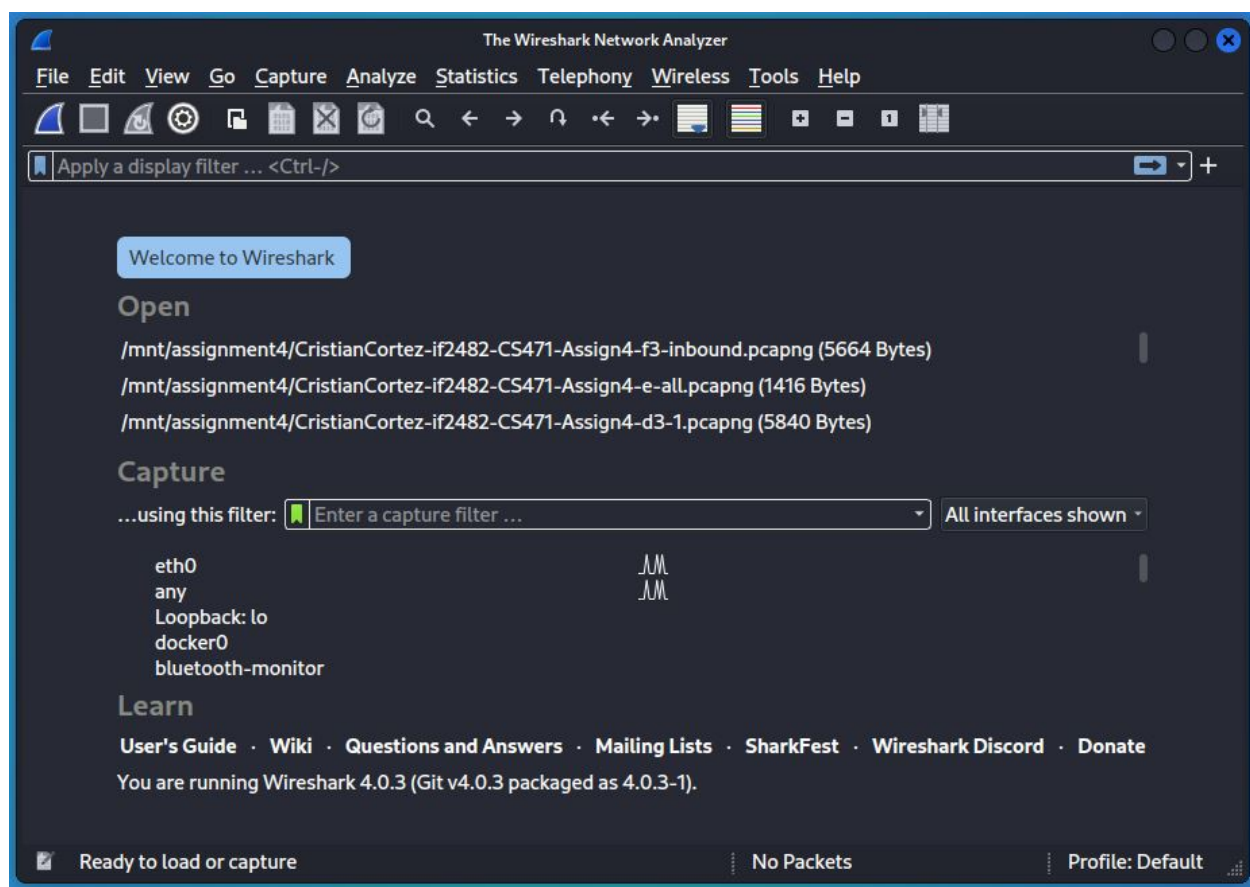 The Wireshark Network Analyzer
File Edit View Go Capture Analyze Statistics Telephony Wireless Tools Help
Apply a display filter ... <Ctrl-/>
Welcome to Wireshark
Open
/mnt/assignment4/CristianCortez-if2482-CS471-Assign4-f3-inbound.pcapng (5664 Bytes)
/mnt/assignment4/CristianCortez-if2482-CS471-Assign4-e-all.pcapng (1416 Bytes)
/mnt/assignment4/CristianCortez-if2482-CS471-Assign4-d3-1.pcapng (5840 Bytes)
Capture
...using this filter: Enter a capture filter ... All interfaces shown
eth0
any
Loopback: lo
docker0
bluetooth-monitor
Learn
User's Guide · Wiki · Questions and Answers · Mailing Lists · SharkFest · Wireshark Discord · Donate
You are running Wireshark 4.0.3 (Git v4.0.3 packaged as 4.0.3-1).
Ready to load or capture No Packets Profile: Default